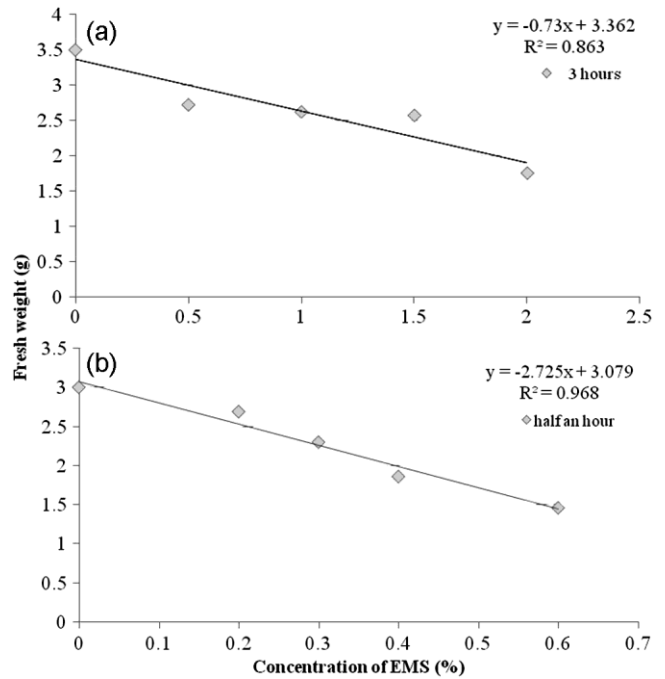 (a)
y = -0.73x + 3.362
R² = 0.863
3 hours
4
3.5
3
2.5
2
1.5
1
0.5
0
0 0.5 1 1.5 2 2.5
Fresh weight (g)
(b)
y = -2.725x + 3.079
R² = 0.968
half an hour
3.5
3
2.5
2
1.5
1
0.5
0
0 0.1 0.2 0.3 0.4 0.5 0.6 0.7
Concentration of EMS (%)